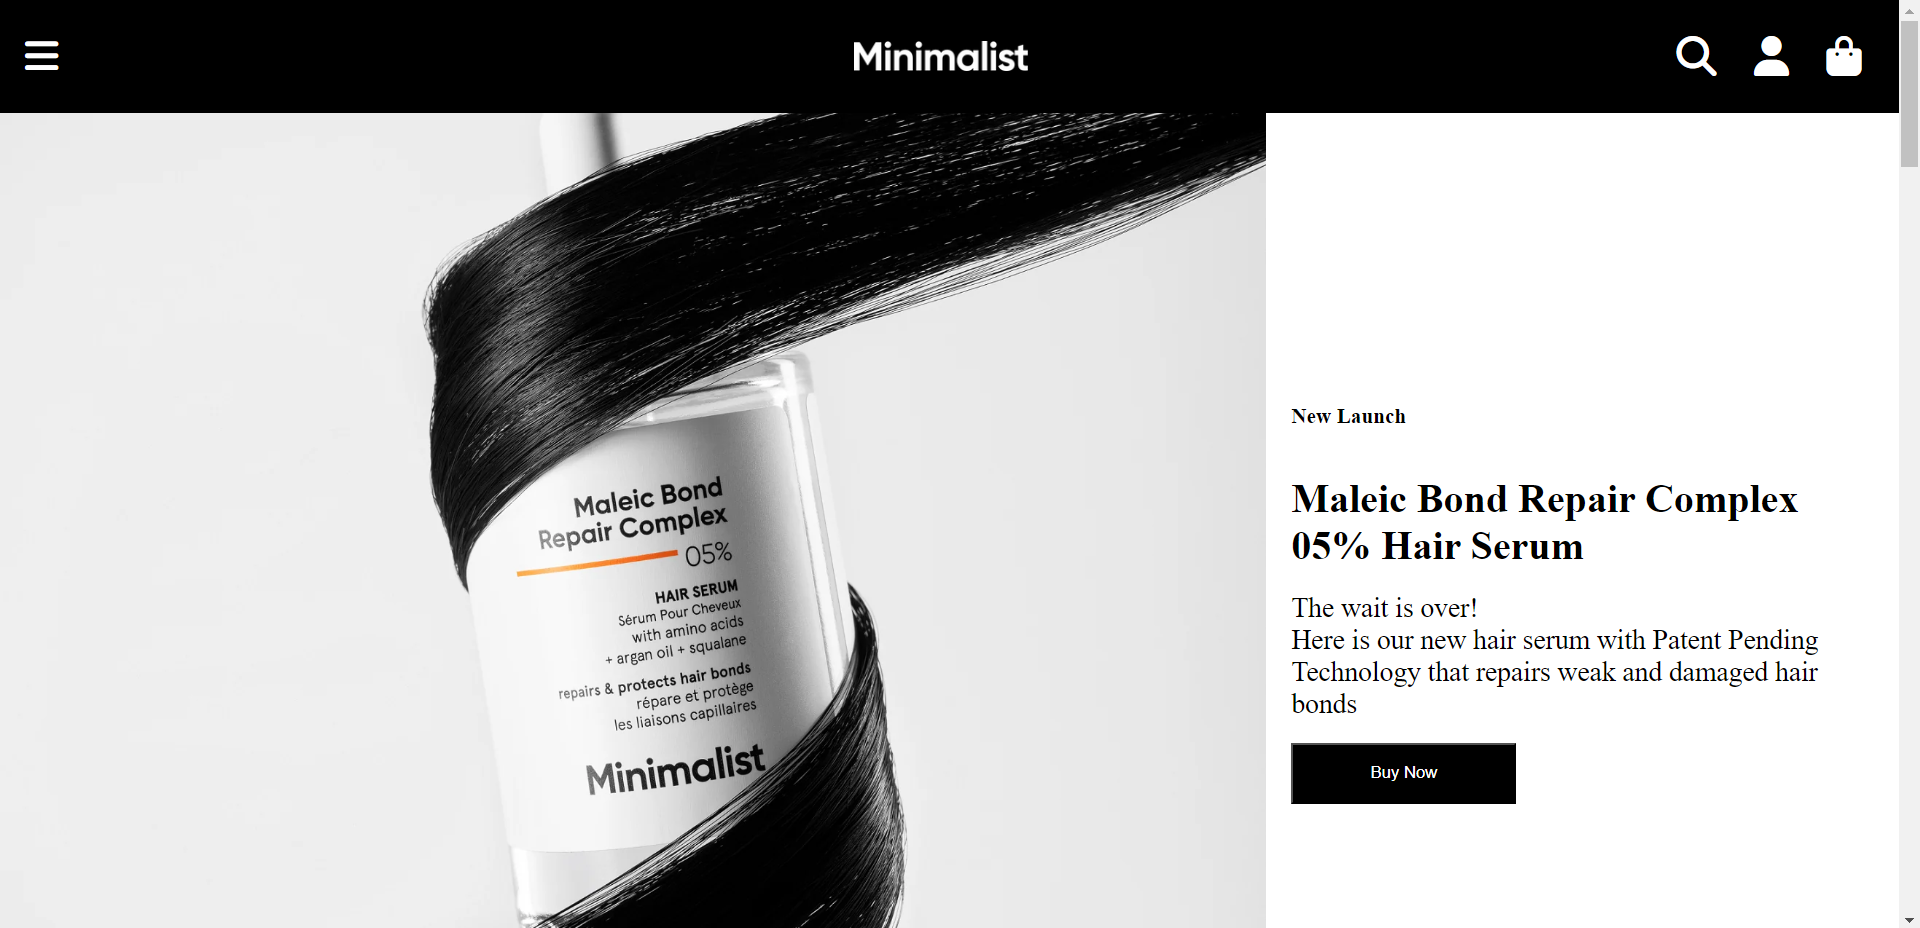 Minimalist
Maleic Bond
Repair Complex
05%
HAIR SERUM
Sérum Pour Cheveux
with amino acids
+ argan oil + squalane
repairs & protects hair bonds
répare et protège
les liaisons capillaires
Minimalist
New Launch
Maleic Bond Repair Complex
05% Hair Serum
The wait is over!
Here is our new hair serum with Patent Pending
Technology that repairs weak and damaged hair
bonds
Buy Now